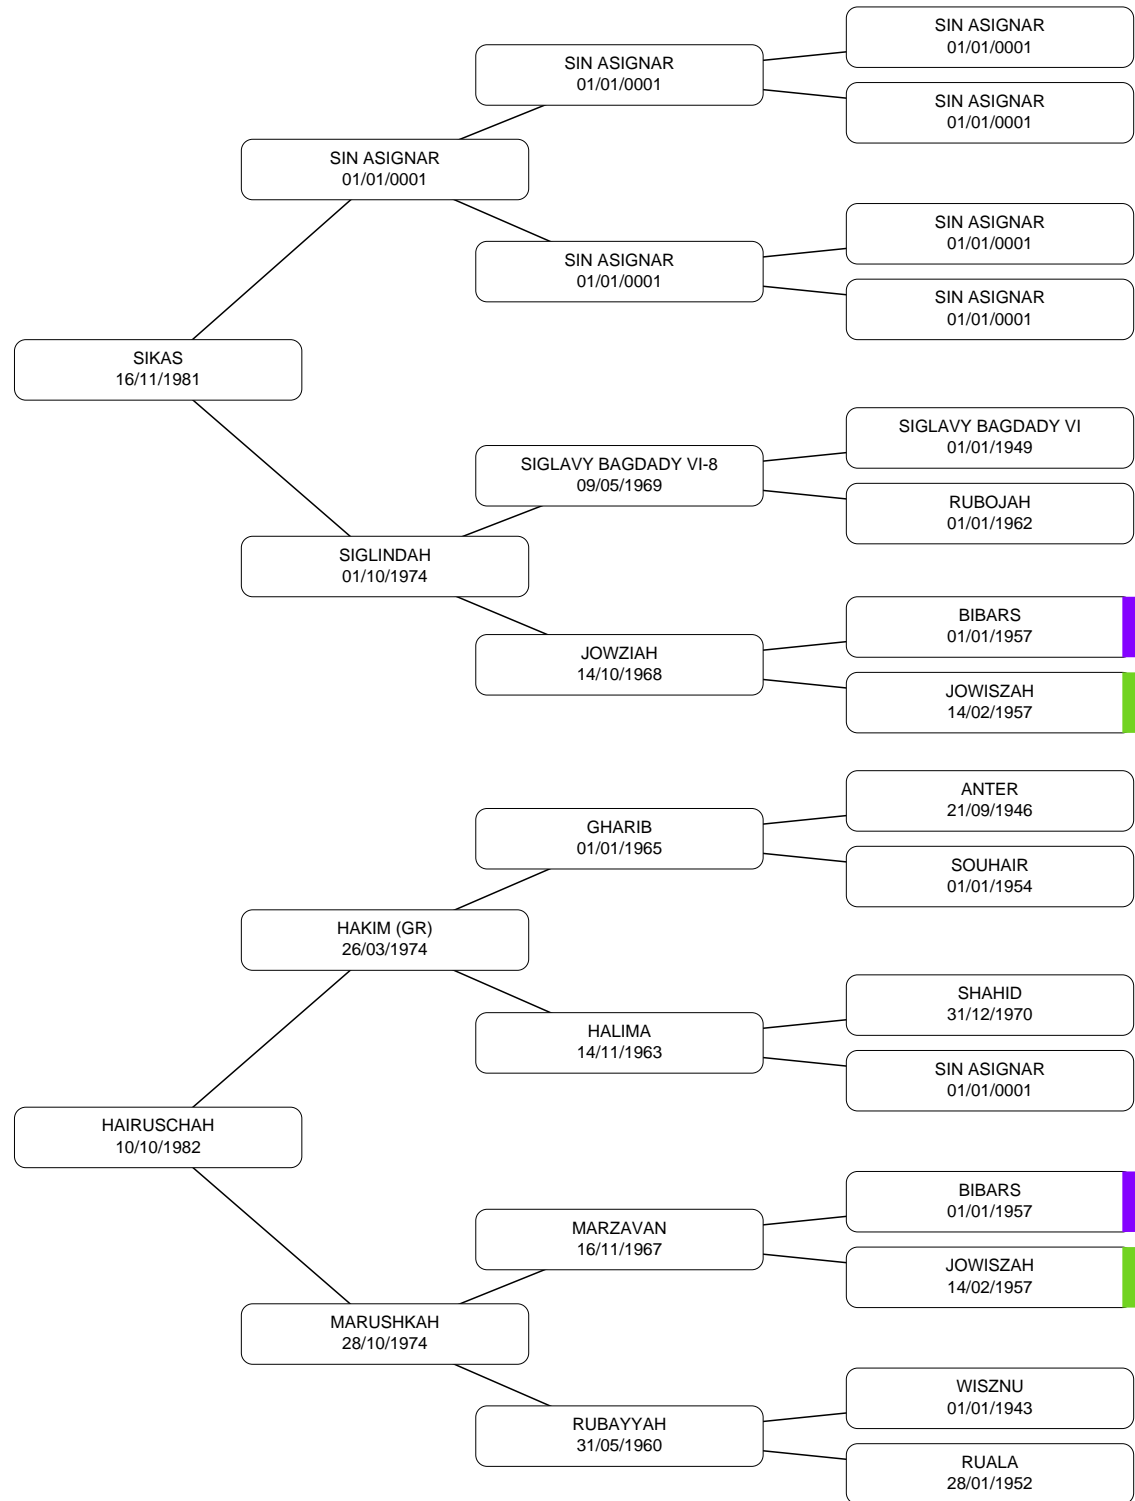 SIN ASIGNAR
01/01/0001
SIN ASIGNAR
01/01/0001
SIN ASIGNAR
01/01/0001
SIN ASIGNAR
01/01/0001
SIN ASIGNAR
01/01/0001
SIN ASIGNAR
01/01/0001
SIN ASIGNAR
01/01/0001
SIKAS
16/11/1981
SIGLAVY BAGDADY VI
01/01/1949
SIGLAVY BAGDADY VI-8
09/05/1969
RUBOJAH
01/01/1962
SIGLINDAH
01/10/1974
BIBARS
01/01/1957
JOWZIAH
14/10/1968
JOWISZAH
14/02/1957
ANTER
21/09/1946
GHARIB
01/01/1965
SOUHAIR
01/01/1954
HAKIM (GR)
26/03/1974
SHAHID
31/12/1970
HALIMA
14/11/1963
SIN ASIGNAR
01/01/0001
HAIRUSCHAH
10/10/1982
BIBARS
01/01/1957
MARZAVAN
16/11/1967
JOWISZAH
14/02/1957
MARUSHKAH
28/10/1974
WISZNU
01/01/1943
RUBAYYAH
31/05/1960
RUALA
28/01/1952